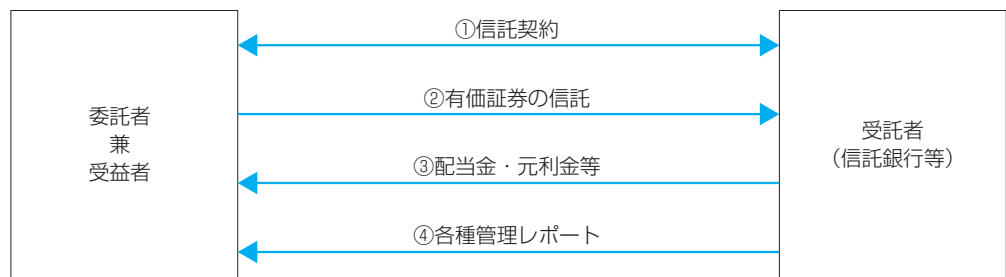 ①信託契約
②有価証券の信託
委託者
兼
受益者
受託者
（信託銀行等）
③配当金・元利金等
④各種管理レポート